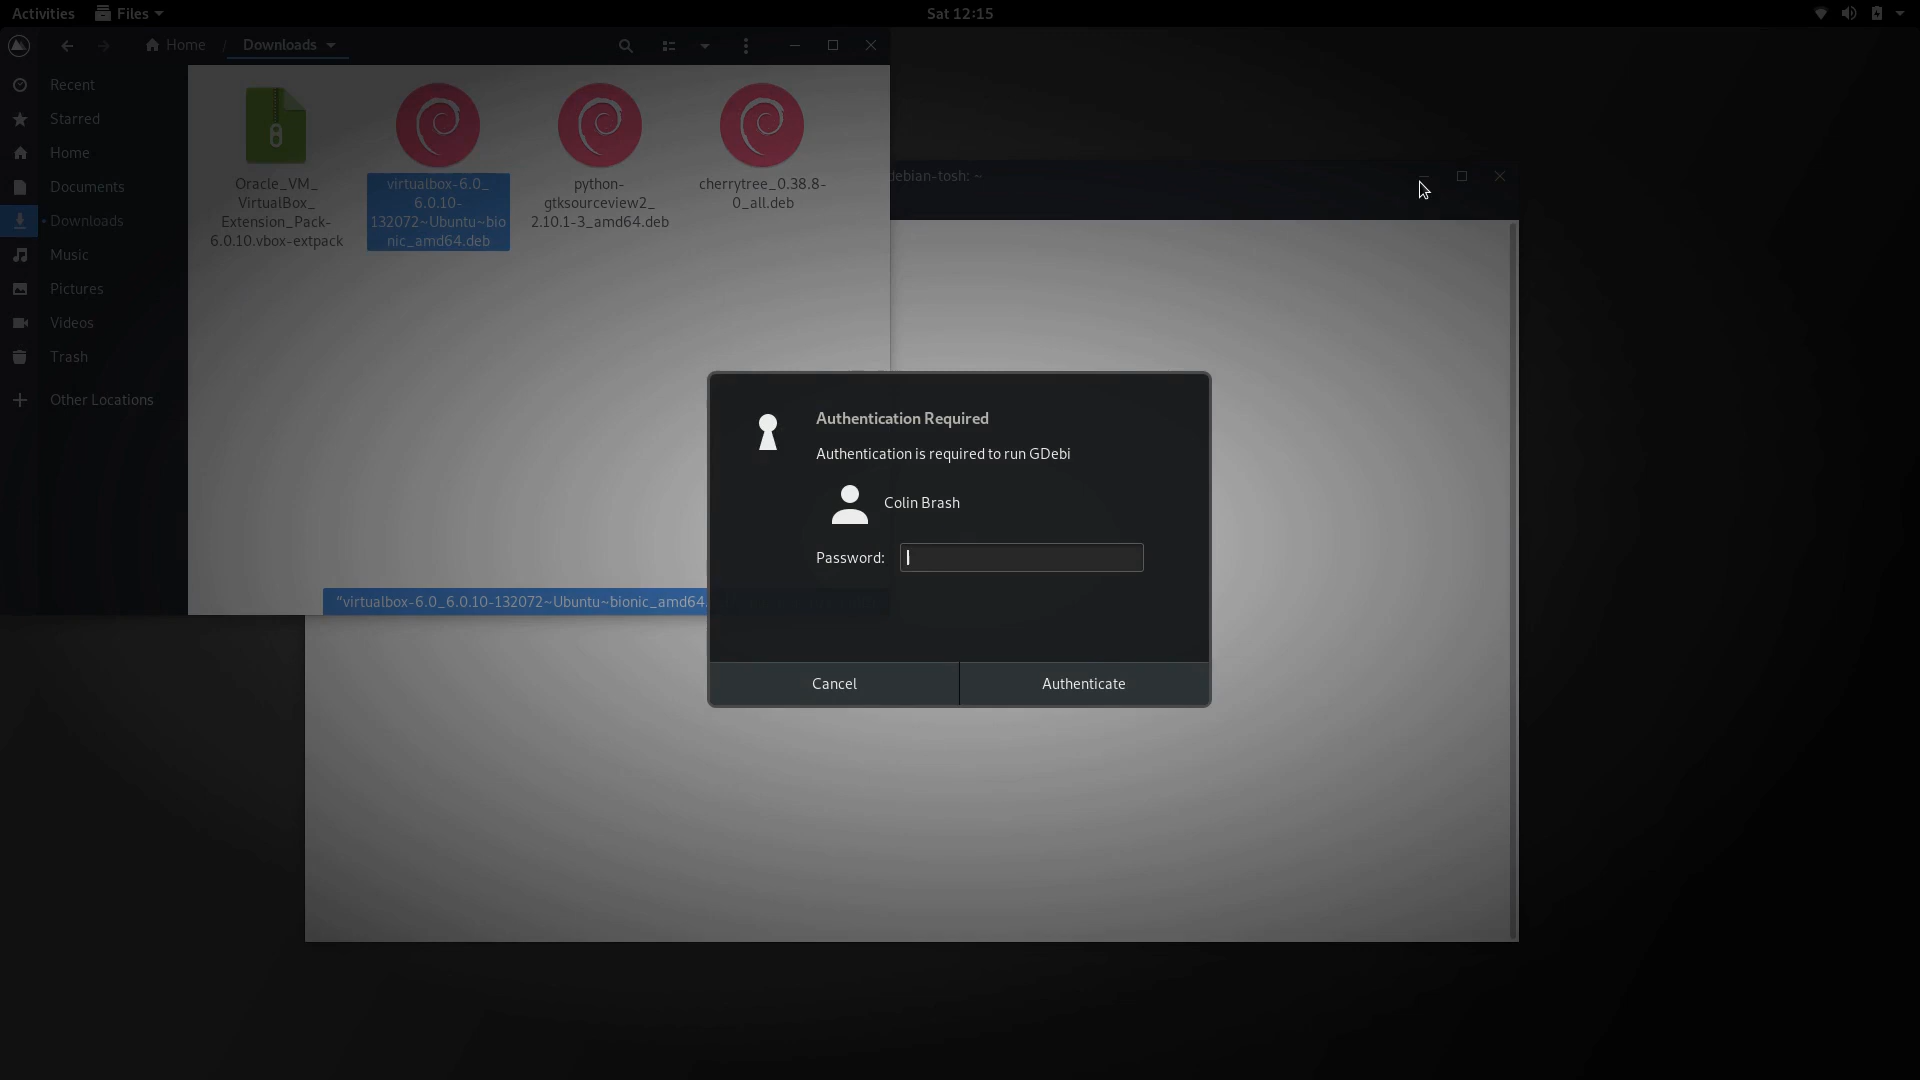 Activities
Files
Sat 12:15
Home / Downloads
Recent
Starred
Home
Documents
Downloads
Music
Pictures
Videos
Trash
Other Locations
Oracle_VM_
VirtualBox_
Extension_Pack-
6.0.10.vbox-extpack
virtualbox-6.0_
6.0.10-
132072~Ubuntu~bio
nic_amd64.deb
python-
gtksourceview2_
2.10.1-3_amd64.deb
cherrytree_0.38.8-
0_all.deb
debian-tosh: ~
Authentication Required
Authentication is required to run GDebi
Colin Brash
Password:
Cancel
Authenticate
“virtualbox-6.0_6.0.10-132072~Ubuntu~bionic_amd64.